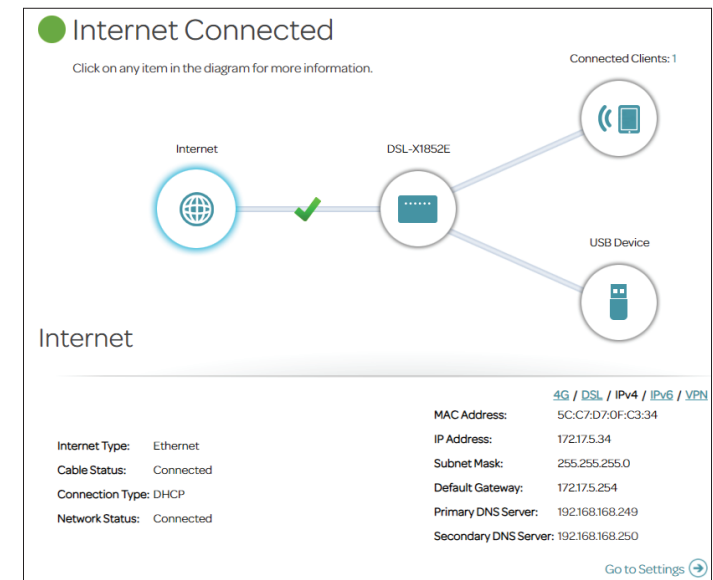 Internet Connected
Click on any item in the diagram for more information.
Connected Clients: 1
Internet
DSL-X1852E
USB Device
Internet
4G / DSL / IPv4 / IPv6 / VPN
MAC Address: 5C:C7:D7:0F:C3:34
Internet Type: Ethernet
IP Address: 172.17.5.34
Cable Status: Connected
Subnet Mask: 255.255.255.0
Connection Type: DHCP
Default Gateway: 172.17.5.254
Network Status: Connected
Primary DNS Server: 192.168.168.249
Secondary DNS Server: 192.168.168.250
Go to Settings